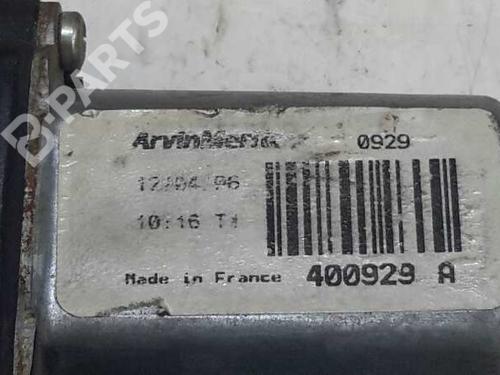 B-PARTS
ArvinMeritor 0929
12/04/06
10:16 T1
Made in France 400929 A